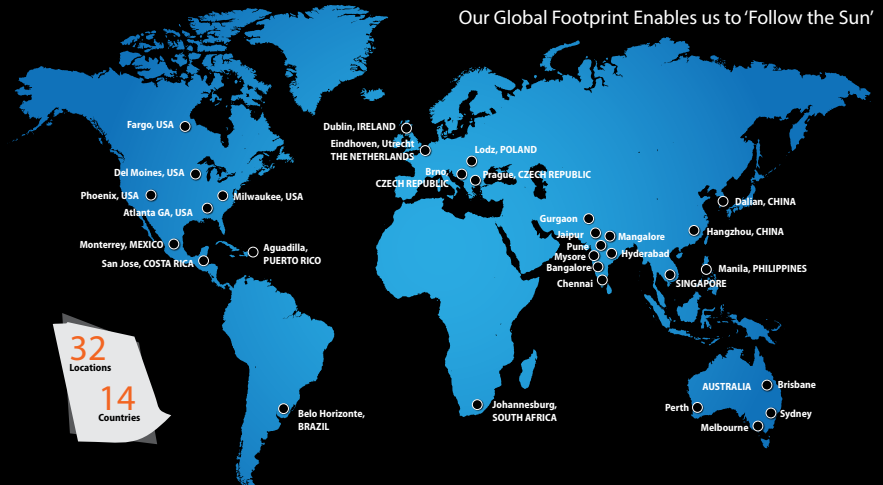 Our Global Footprint Enables us to 'Follow the Sun'
Fargo, USA
Del Moines, USA
Phoenix, USA
Milwaukee, USA
Atlanta GA, USA
Monterrey, MEXICO
Aguadilla,
PUERTO RICO
San Jose, COSTA RICA
Dublin, IRELAND
Eindhoven, Utrecht
THE NETHERLANDS
Lodz, POLAND
Brno,
CZECH REPUBLIC
Prague, CZECH REPUBLIC
Gurgaon
Jaipur
Mangalore
Pune
Hyderabad
Mysore
Bangalore
Chennai
Dalian, CHINA
Hangzhou, CHINA
Manila, PHILIPPINES
SINGAPORE
32
Locations
14
Countries
Belo Horizonte,
BRAZIL
Johannesburg,
SOUTH AFRICA
AUSTRALIA
Brisbane
Perth
Sydney
Melbourne